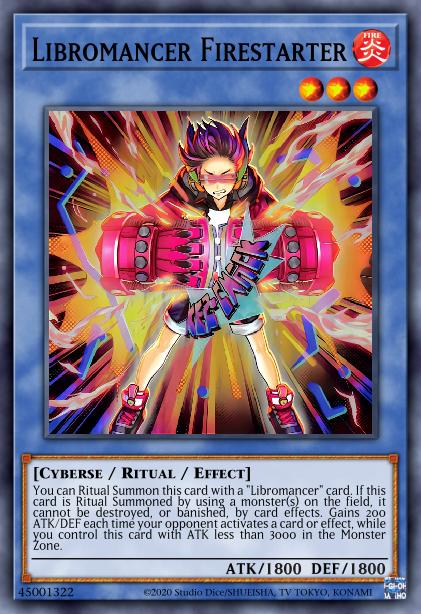 LIBROMANCER FIRESTARTER
FIRE
炎
KER-SMACK
[CYBERSE / RITUAL / EFFECT]
You can Ritual Summon this card with a "Libromancer" card. If this
card is Ritual Summoned by using a monster(s) on the field, it
cannot be destroyed, or banished, by card effects. Gains 200
ATK/DEF each time your opponent activates a card or effect, while
you control this card with ATK less than 3000 in the Monster
Zone.
ATK/1800 DEF/1800
45001322
©2020 Studio Dice/SHUEISHA, TV TOKYO, KONAMI